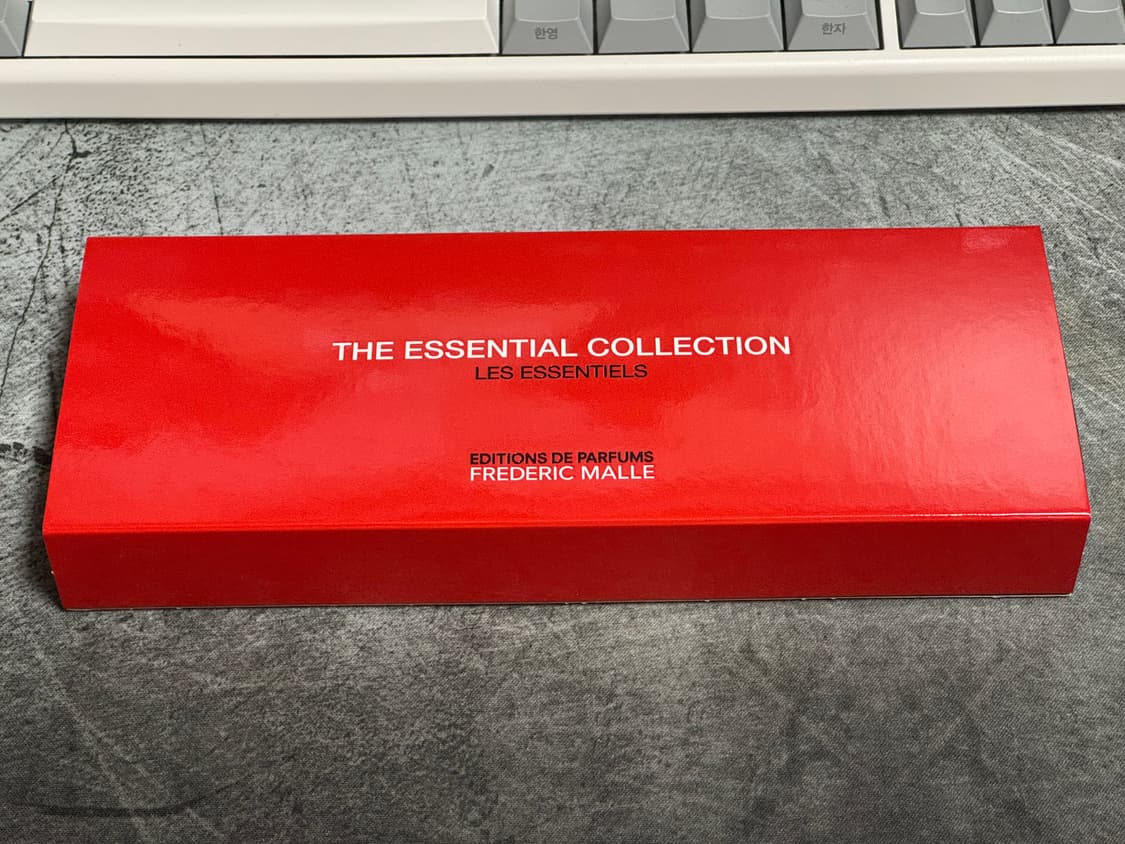 한영
한자
THE ESSENTIAL COLLECTION
LES ESSENTIELS
EDITIONS DE PARFUMS
FREDERIC MALLE